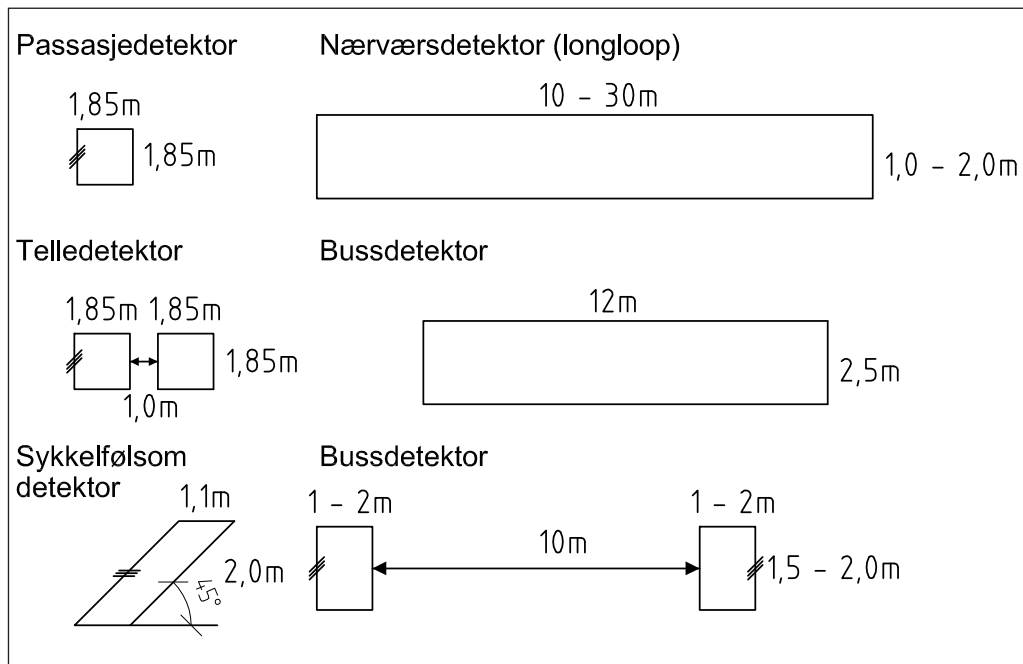 Passasjedetektor
1,85m
1,85m
Nærværsdetektor (longloop)
10 – 30m
1,0 – 2,0m
Telledetektor
1,85m 1,85m
1,85m
1,0m
Bussdetektor
12m
2,5m
Sykkelfølsom
detektor
1,1m
2,0m
45°
Bussdetektor
1 – 2m
1 – 2m
10m
1,5 – 2,0m